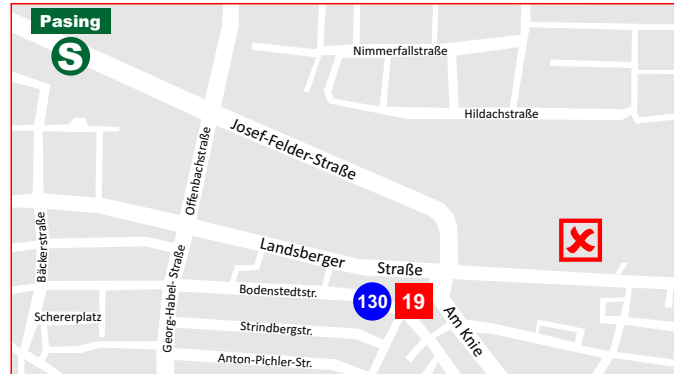 Pasing
S
Nimmerfallstraße
Hildachstraße
Josef-Felder-Straße
Offenbachstraße
Bäckerstraße
Georg-Habel-Straße
Landsberger
Straße
Bodenstedtstr.
130
19
Am Knie
Schererplatz
Strindbergstr.
Anton-Pichler-Str.